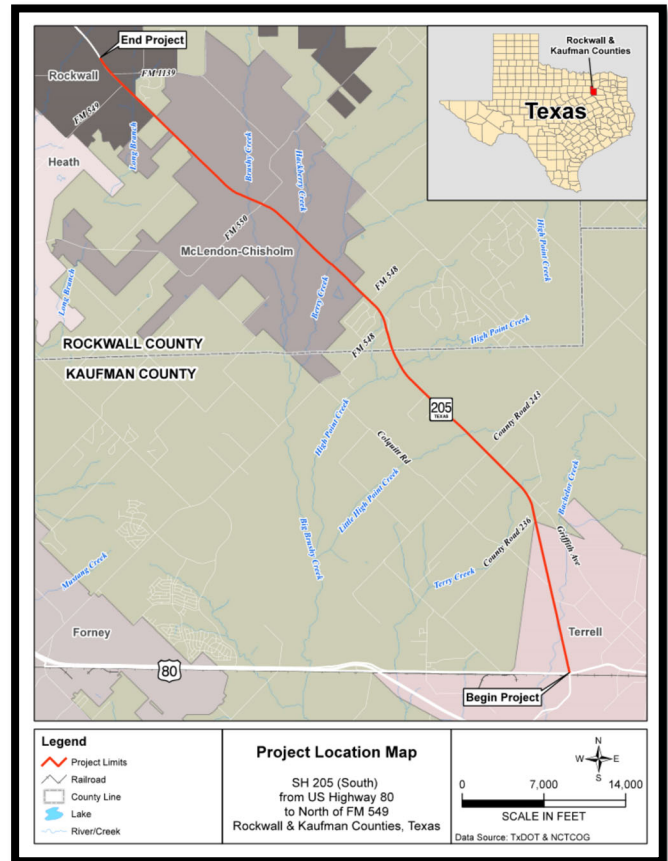 End Project
Rockwall
FM 1139
FM 549
Heath
Long Branch
Brushy Creek
Hackberry Creek
Rockwall &
Kaufman Counties
Texas
FM 550
McLendon-Chisholm
Long Branch
Berry Creek
FM 548
High Point Creek
ROCKWALL COUNTY
FM 548
High Point Creek
KAUFMAN COUNTY
205
TEXAS
County Road 243
High Point Creek
Colquitt Rd
Little High Point Creek
Bachelor Creek
Big Brushy Creek
County Road 236
Griffith Ave
Mustang Creek
Terry Creek
Forney
Terrell
80
Begin Project
Legend
Project Limits
Railroad
County Line
Lake
River/Creek
Project Location Map
SH 205 (South)
from US Highway 80
to North of FM 549
Rockwall & Kaufman Counties, Texas
N
W
E
S
0 7,000 14,000
SCALE IN FEET
Data Source: TxDOT & NCTCOG